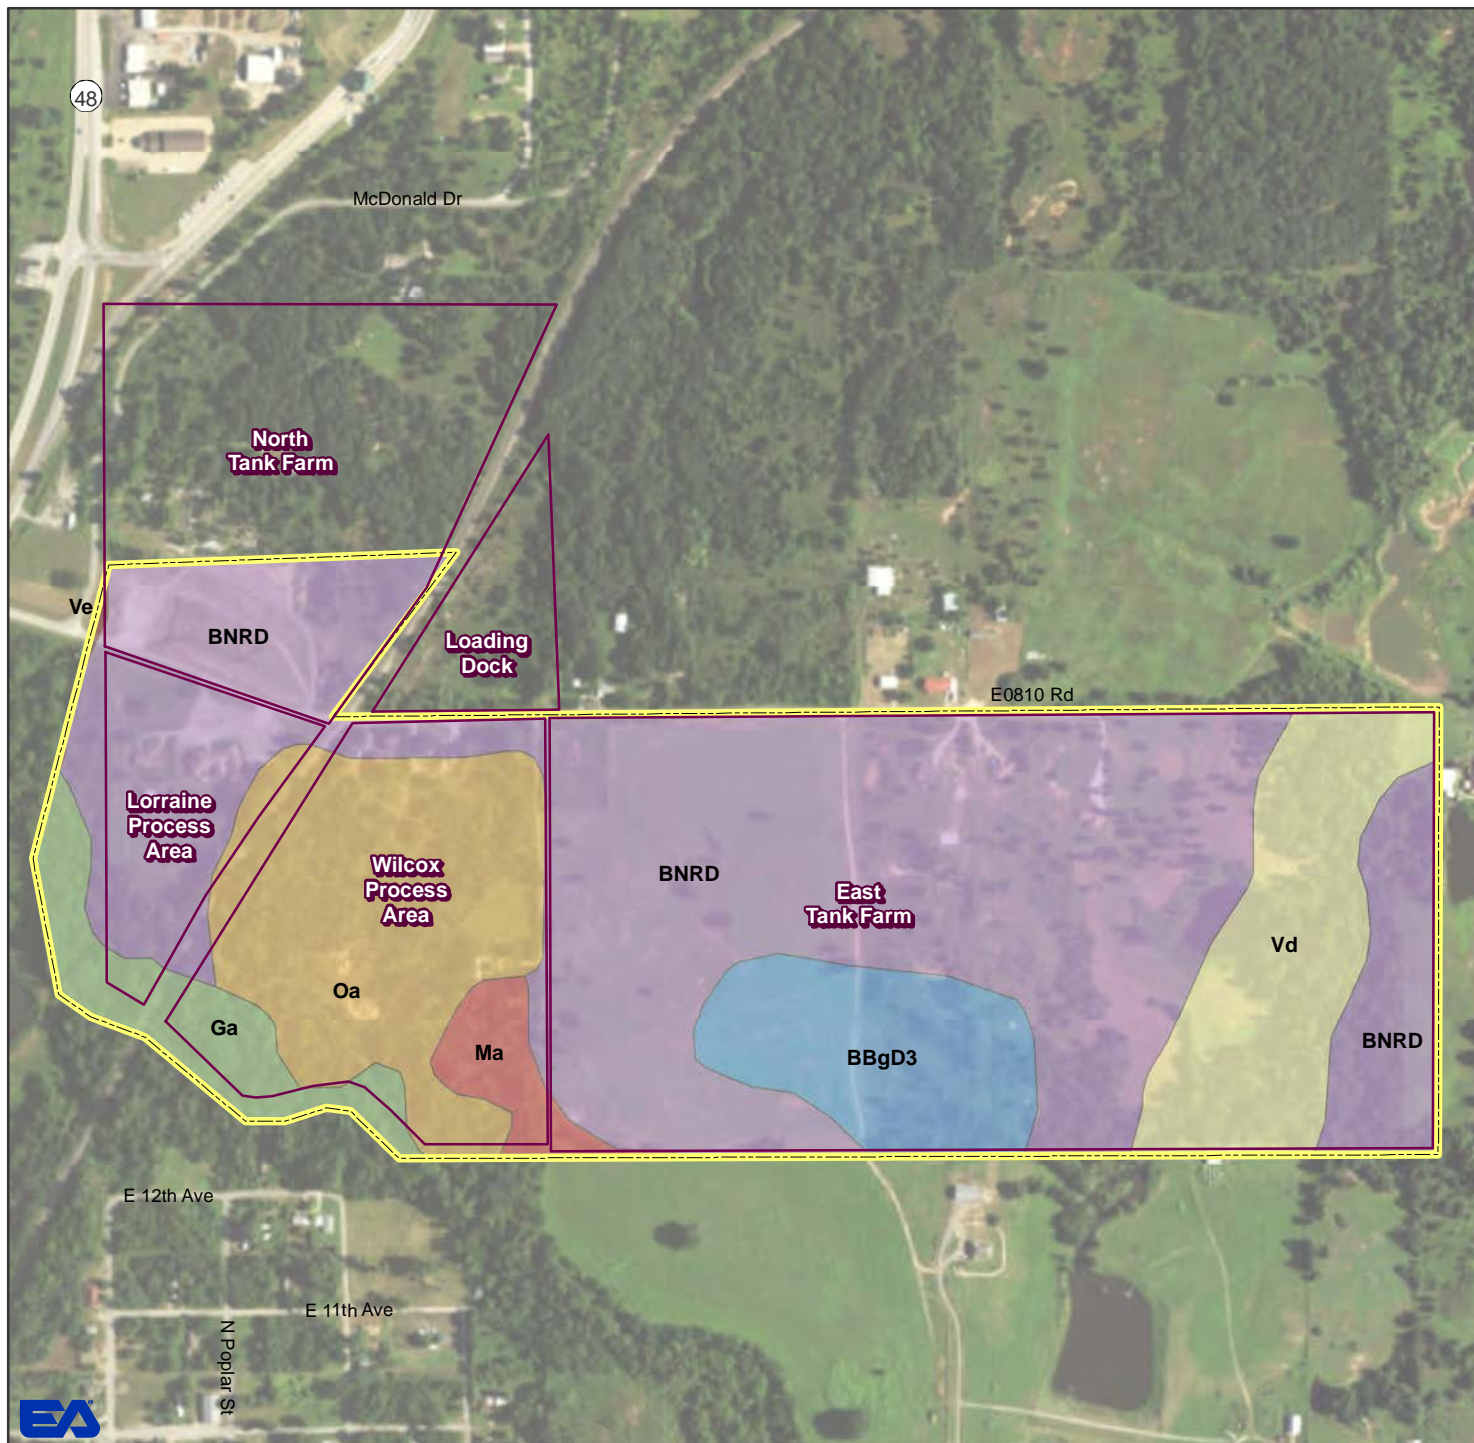 48
McDonald Dr
North
Tank Farm
Ve
BNRD
Loading
Dock
E0810 Rd
Lorraine
Process
Area
Wilcox
Process
Area
BNRD
East
Tank Farm
Vd
Oa
Ga
Ma
BBgD3
BNRD
E 12th Ave
E 11th Ave
N Poplar St
EA